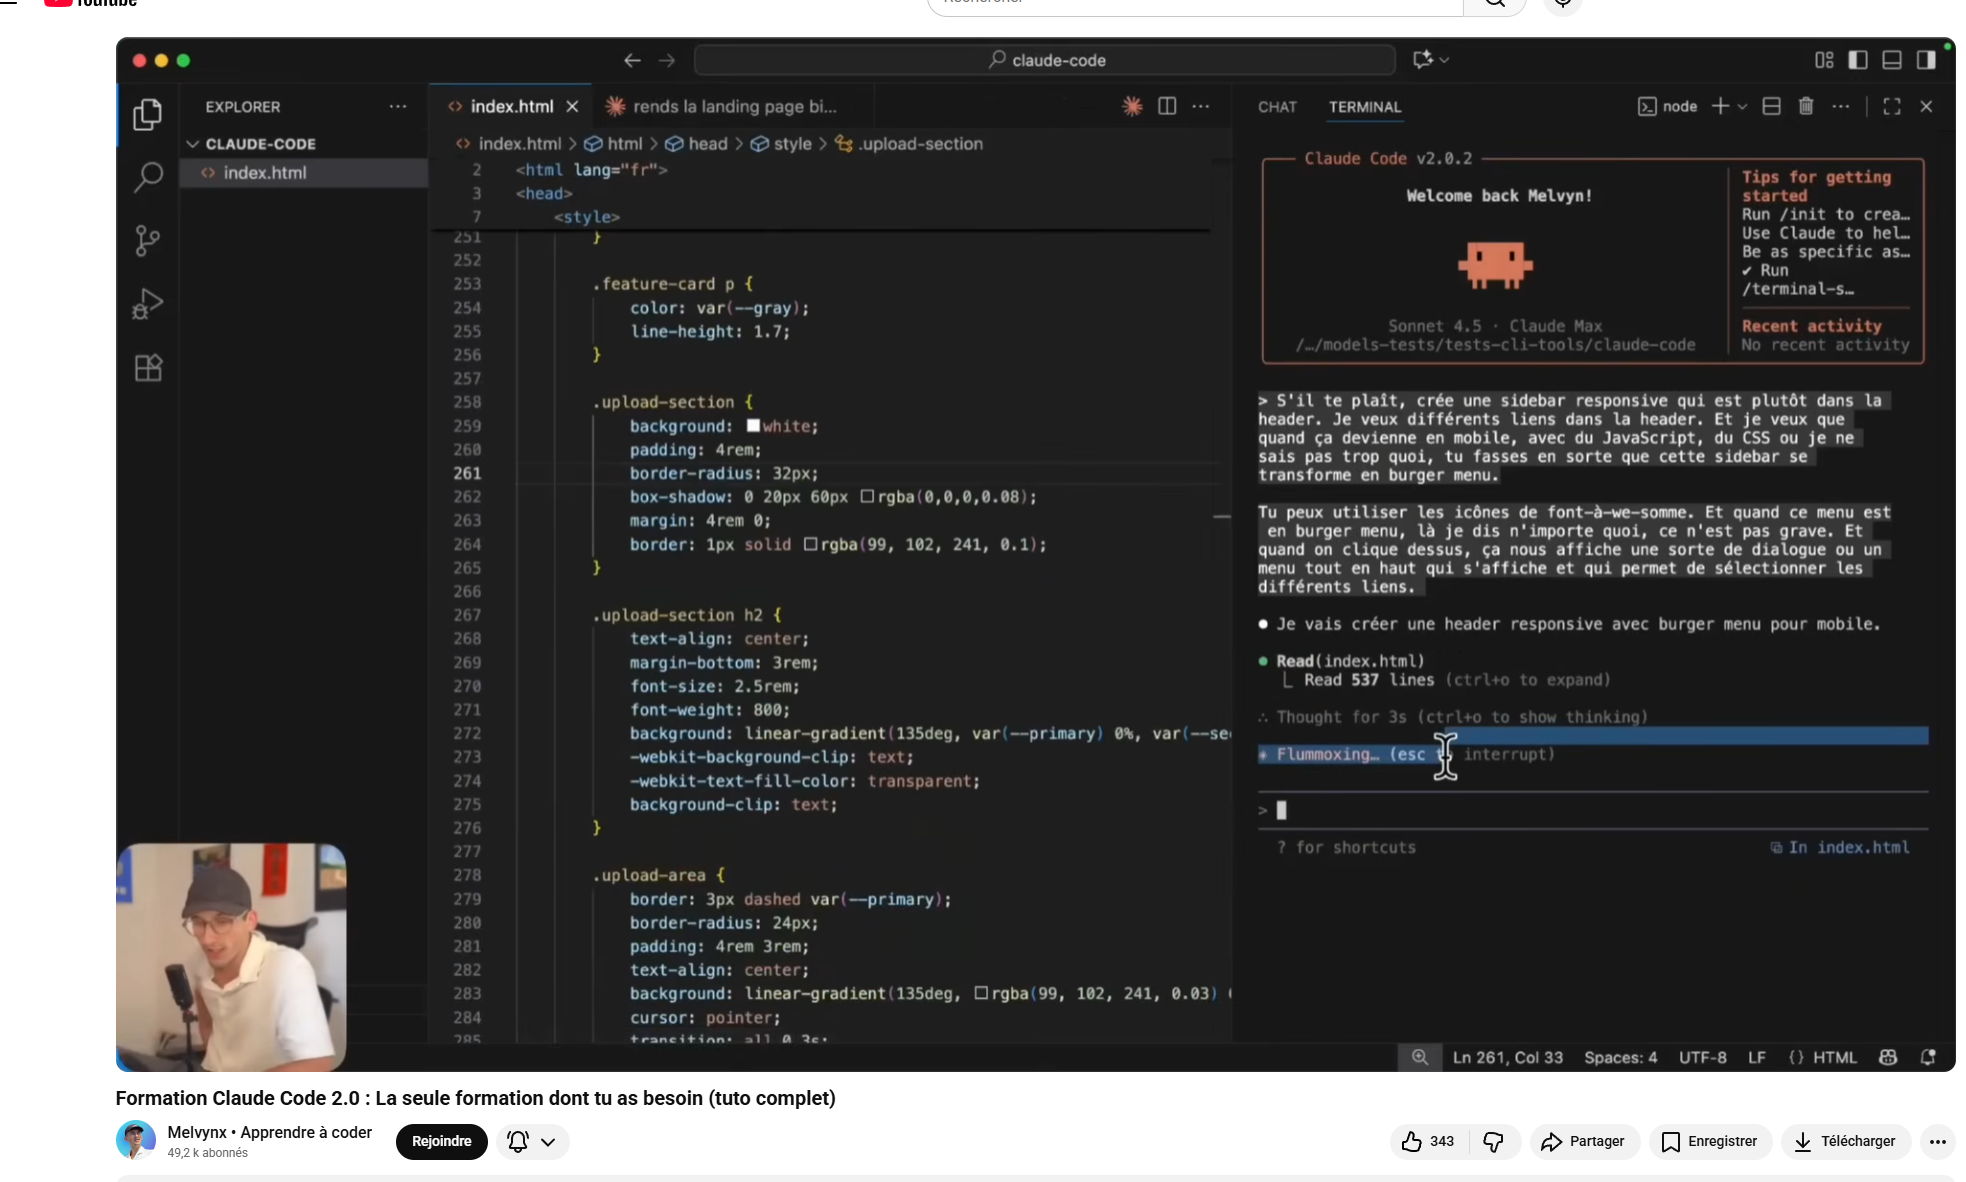 YouTube
Rechercher
claude-code
EXPLORER
CLAUDE-CODE
index.html
index.html
rends la landing page bi...
index.html > html > head > style > .upload-section
2 <html lang="fr">
3 <head>
7 <style>
251 }
252
253 .feature-card p {
254 color: var(--gray);
255 line-height: 1.7;
256 }
257
258 .upload-section {
259 background: white;
260 padding: 4rem;
261 border-radius: 32px;
262 box-shadow: 0 20px 60px rgba(0,0,0,0.08);
263 margin: 4rem 0;
264 border: 1px solid rgba(99, 102, 241, 0.1);
265 }
266
267 .upload-section h2 {
268 text-align: center;
269 margin-bottom: 3rem;
270 font-size: 2.5rem;
271 font-weight: 800;
272 background: linear-gradient(135deg, var(--primary) 0%, var(--se
273 -webkit-background-clip: text;
274 -webkit-text-fill-color: transparent;
275 background-clip: text;
276 }
277
278 .upload-area {
279 border: 3px dashed var(--primary);
280 border-radius: 24px;
281 padding: 4rem 3rem;
282 text-align: center;
283 background: linear-gradient(135deg, rgba(99, 102, 241, 0.03)
284 cursor: pointer;
285 transition: all 0.3s;
CHAT TERMINAL
node
Claude Code v2.0.2
Welcome back Melvyn!
Sonnet 4.5 · Claude Max
/…/models-tests/tests-cli-tools/claude-code
Tips for getting
started
Run /init to crea…
Use Claude to hel…
Be as specific as…
✔ Run
/terminal-s…
Recent activity
No recent activity
> S'il te plaît, crée une sidebar responsive qui est plutôt dans la
header. Je veux différents liens dans la header. Et je veux que
quand ça devienne en mobile, avec du JavaScript, du CSS ou je ne
sais pas trop quoi, tu fasses en sorte que cette sidebar se
transforme en burger menu.
Tu peux utiliser les icônes de font-à-we-somme. Et quand ce menu est
en burger menu, là je dis n'importe quoi, ce n'est pas grave. Et
quand on clique dessus, ça nous affiche une sorte de dialogue ou un
menu tout en haut qui s'affiche et qui permet de sélectionner les
différents liens.
● Je vais créer une header responsive avec burger menu pour mobile.
● Read(index.html)
⎿ Read 537 lines (ctrl+o to expand)
∴ Thought for 3s (ctrl+o to show thinking)
Flummoxing… (esc to interrupt)
>
? for shortcuts
In index.html
Ln 261, Col 33 Spaces: 4 UTF-8 LF {} HTML
Formation Claude Code 2.0 : La seule formation dont tu as besoin (tuto complet)
Melvynx • Apprendre à coder
49,2 k abonnés
Rejoindre
343
Partager
Enregistrer
Télécharger